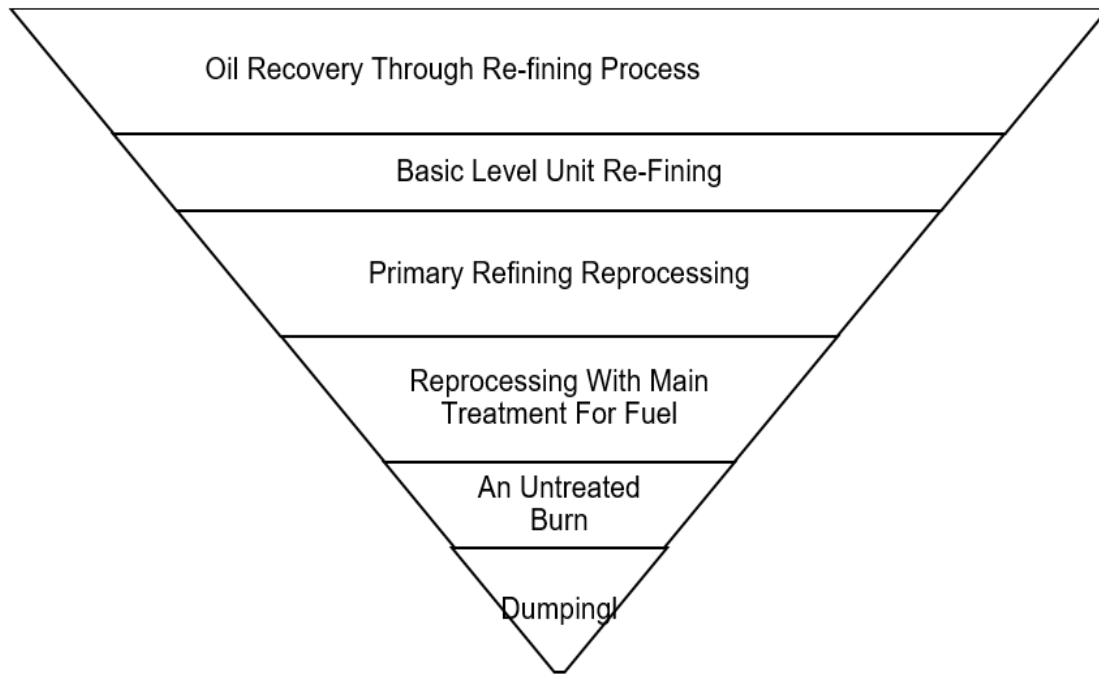 Oil Recovery Through Re-fining Process
Basic Level Unit Re-Fining
Primary Refining Reprocessing
Reprocessing With Main
Treatment For Fuel
An Untreated
Burn
Dumpingl